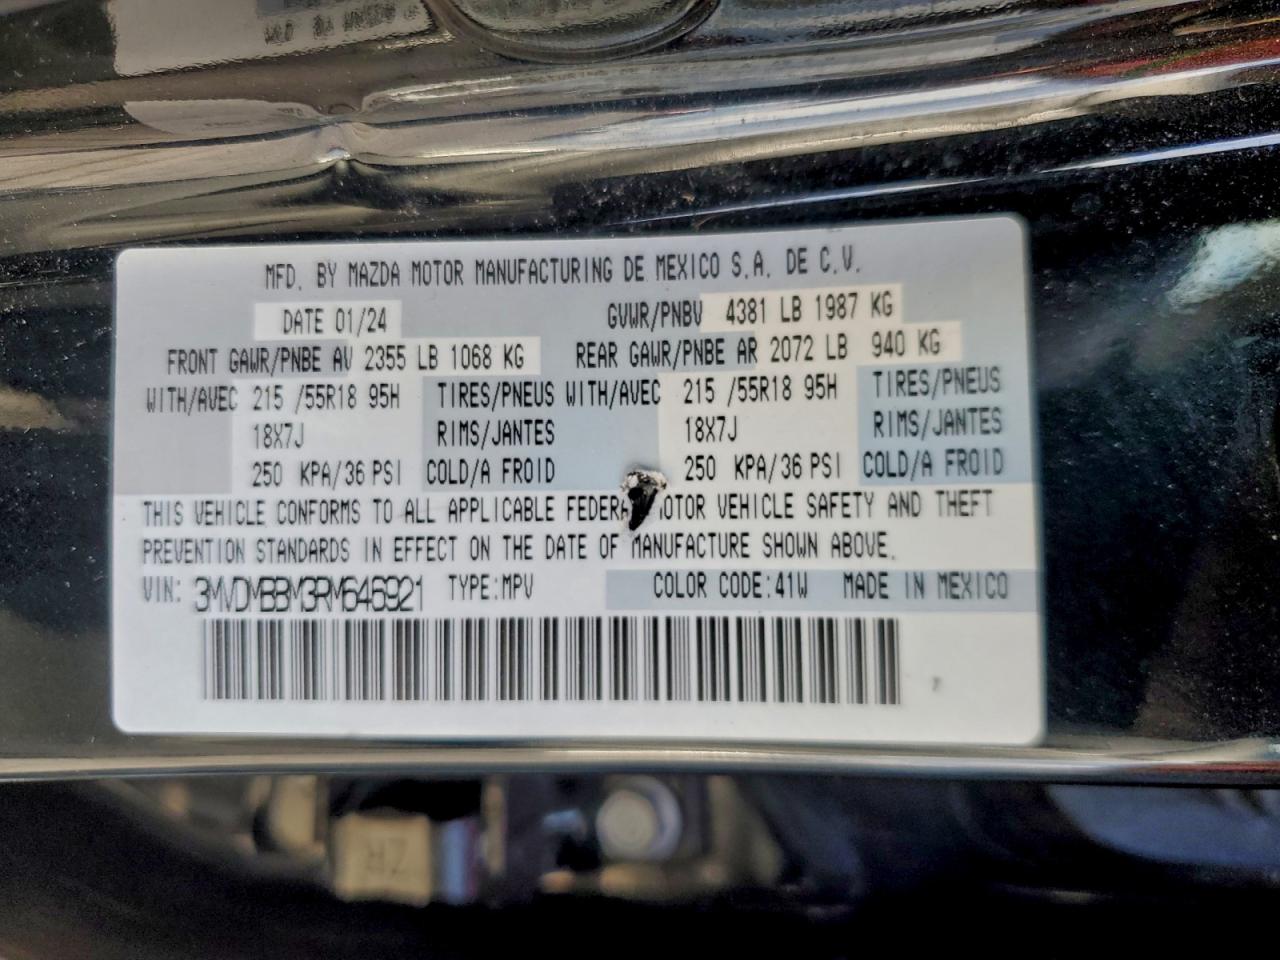 MFD. BY MAZDA MOTOR MANUFACTURING DE MEXICO S.A. DE C.V.
DATE 01/24 GVWR/PNBV 4381 LB 1987 KG
FRONT GAWR/PNBE AV 2355 LB 1068 KG REAR GAWR/PNBE AR 2072 LB 940 KG
WITH/AVEC 215 /55R18 95H TIRES/PNEUS WITH/AVEC 215 /55R18 95H TIRES/PNEUS
18X7J RIMS/JANTES 18X7J RIMS/JANTES
250 KPA/36 PSI COLD/A FROID 250 KPA/36 PSI COLD/A FROID
THIS VEHICLE CONFORMS TO ALL APPLICABLE FEDERAL MOTOR VEHICLE SAFETY AND THEFT
PREVENTION STANDARDS IN EFFECT ON THE DATE OF MANUFACTURE SHOWN ABOVE.
VIN: 3MVDMBBM3RM646921 TYPE:MPV COLOR CODE:41W MADE IN MEXICO